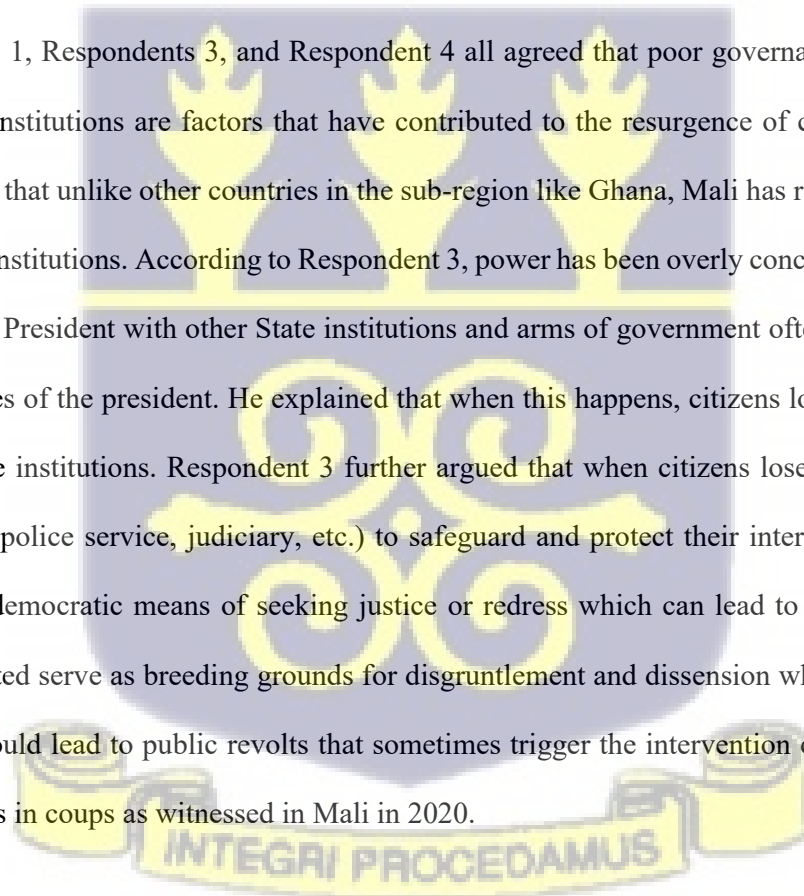 1, Respondents 3, and Respondent 4 all agreed that poor governa
nstitutions are factors that have contributed to the resurgence of c
that unlike other countries in the sub-region like Ghana, Mali has r
nstitutions. According to Respondent 3, power has been overly conc
President with other State institutions and arms of government ofte
es of the president. He explained that when this happens, citizens lo
e institutions. Respondent 3 further argued that when citizens lose
police service, judiciary, etc.) to safeguard and protect their inter
democratic means of seeking justice or redress which can lead to
ted serve as breeding grounds for disgruntlement and dissension wh
ould lead to public revolts that sometimes trigger the intervention o
s in coups as witnessed in Mali in 2020.
INTEGRI PROCEDAMUS